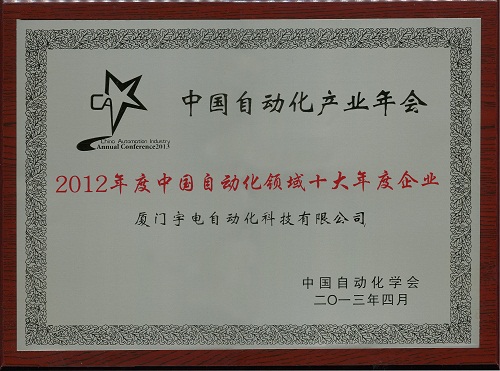 CA
中国自动化产业年会
China Automation Industry
Annual Conference2013
2012年度中国自动化领域十大年度企业
厦门宇电自动化科技有限公司
中国自动化学会
二〇一三年四月